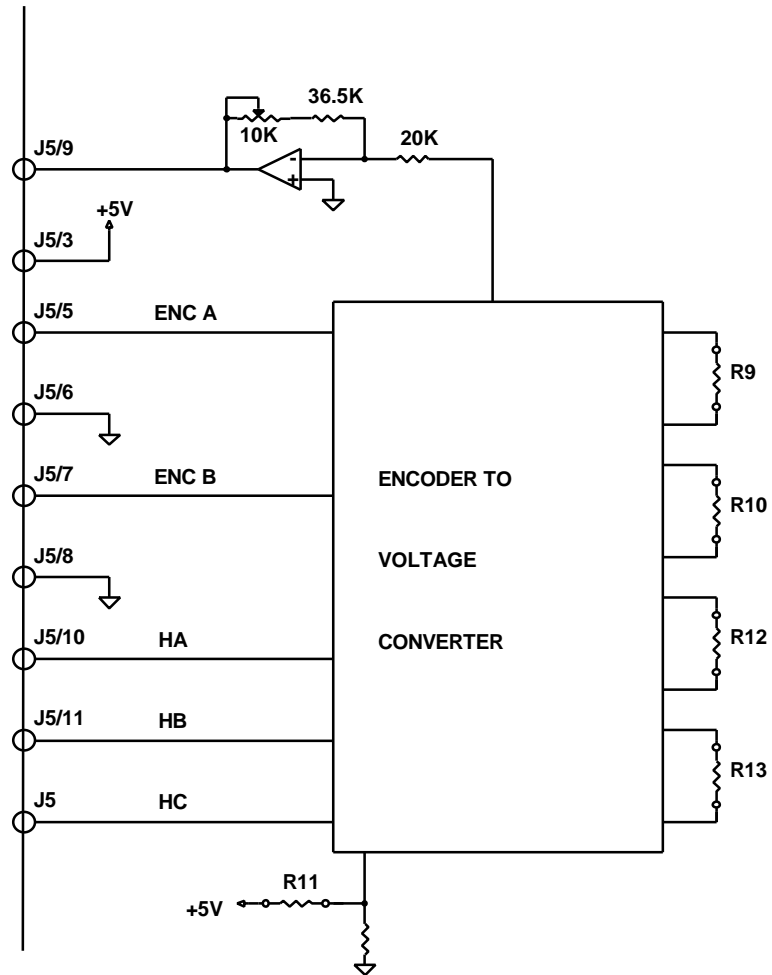 36.5K
10K
20K
J5/9
+5V
J5/3
J5/5 ENC A
J5/6
J5/7 ENC B
J5/8
J5/10 HA
J5/11 HB
J5 HC
ENCODER TO
VOLTAGE
CONVERTER
R9
R10
R12
R13
R11
+5V